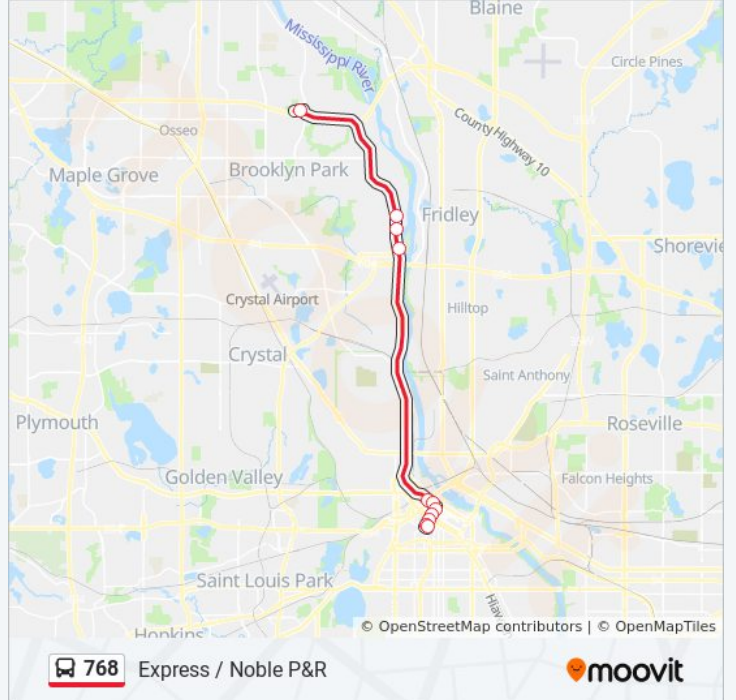 Blaine
Mississippi River
Circle Pines
Osseo
County Highway 10
Brooklyn Park
Maple Grove
Fridley
Shorevie
Crystal Airport
Hilltop
Crystal
Saint Anthony
Plymouth
Roseville
Golden Valley
Falcon Heights
Saint Louis Park
Hiaw
Hopkins
© OpenStreetMap contributors | © OpenMapTiles
768 Express / Noble P&R
moovit